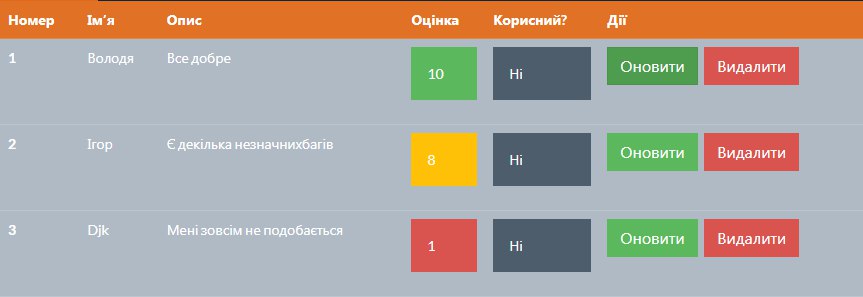 Номер Ім'я Опис Оцінка Корисний? Дії
1 Володя Все добре 10 Ні Оновити Видалити
2 Ігор Є декілька незначнихбагів 8 Ні Оновити Видалити
3 Djk Мені зовсім не подобається 1 Ні Оновити Видалити